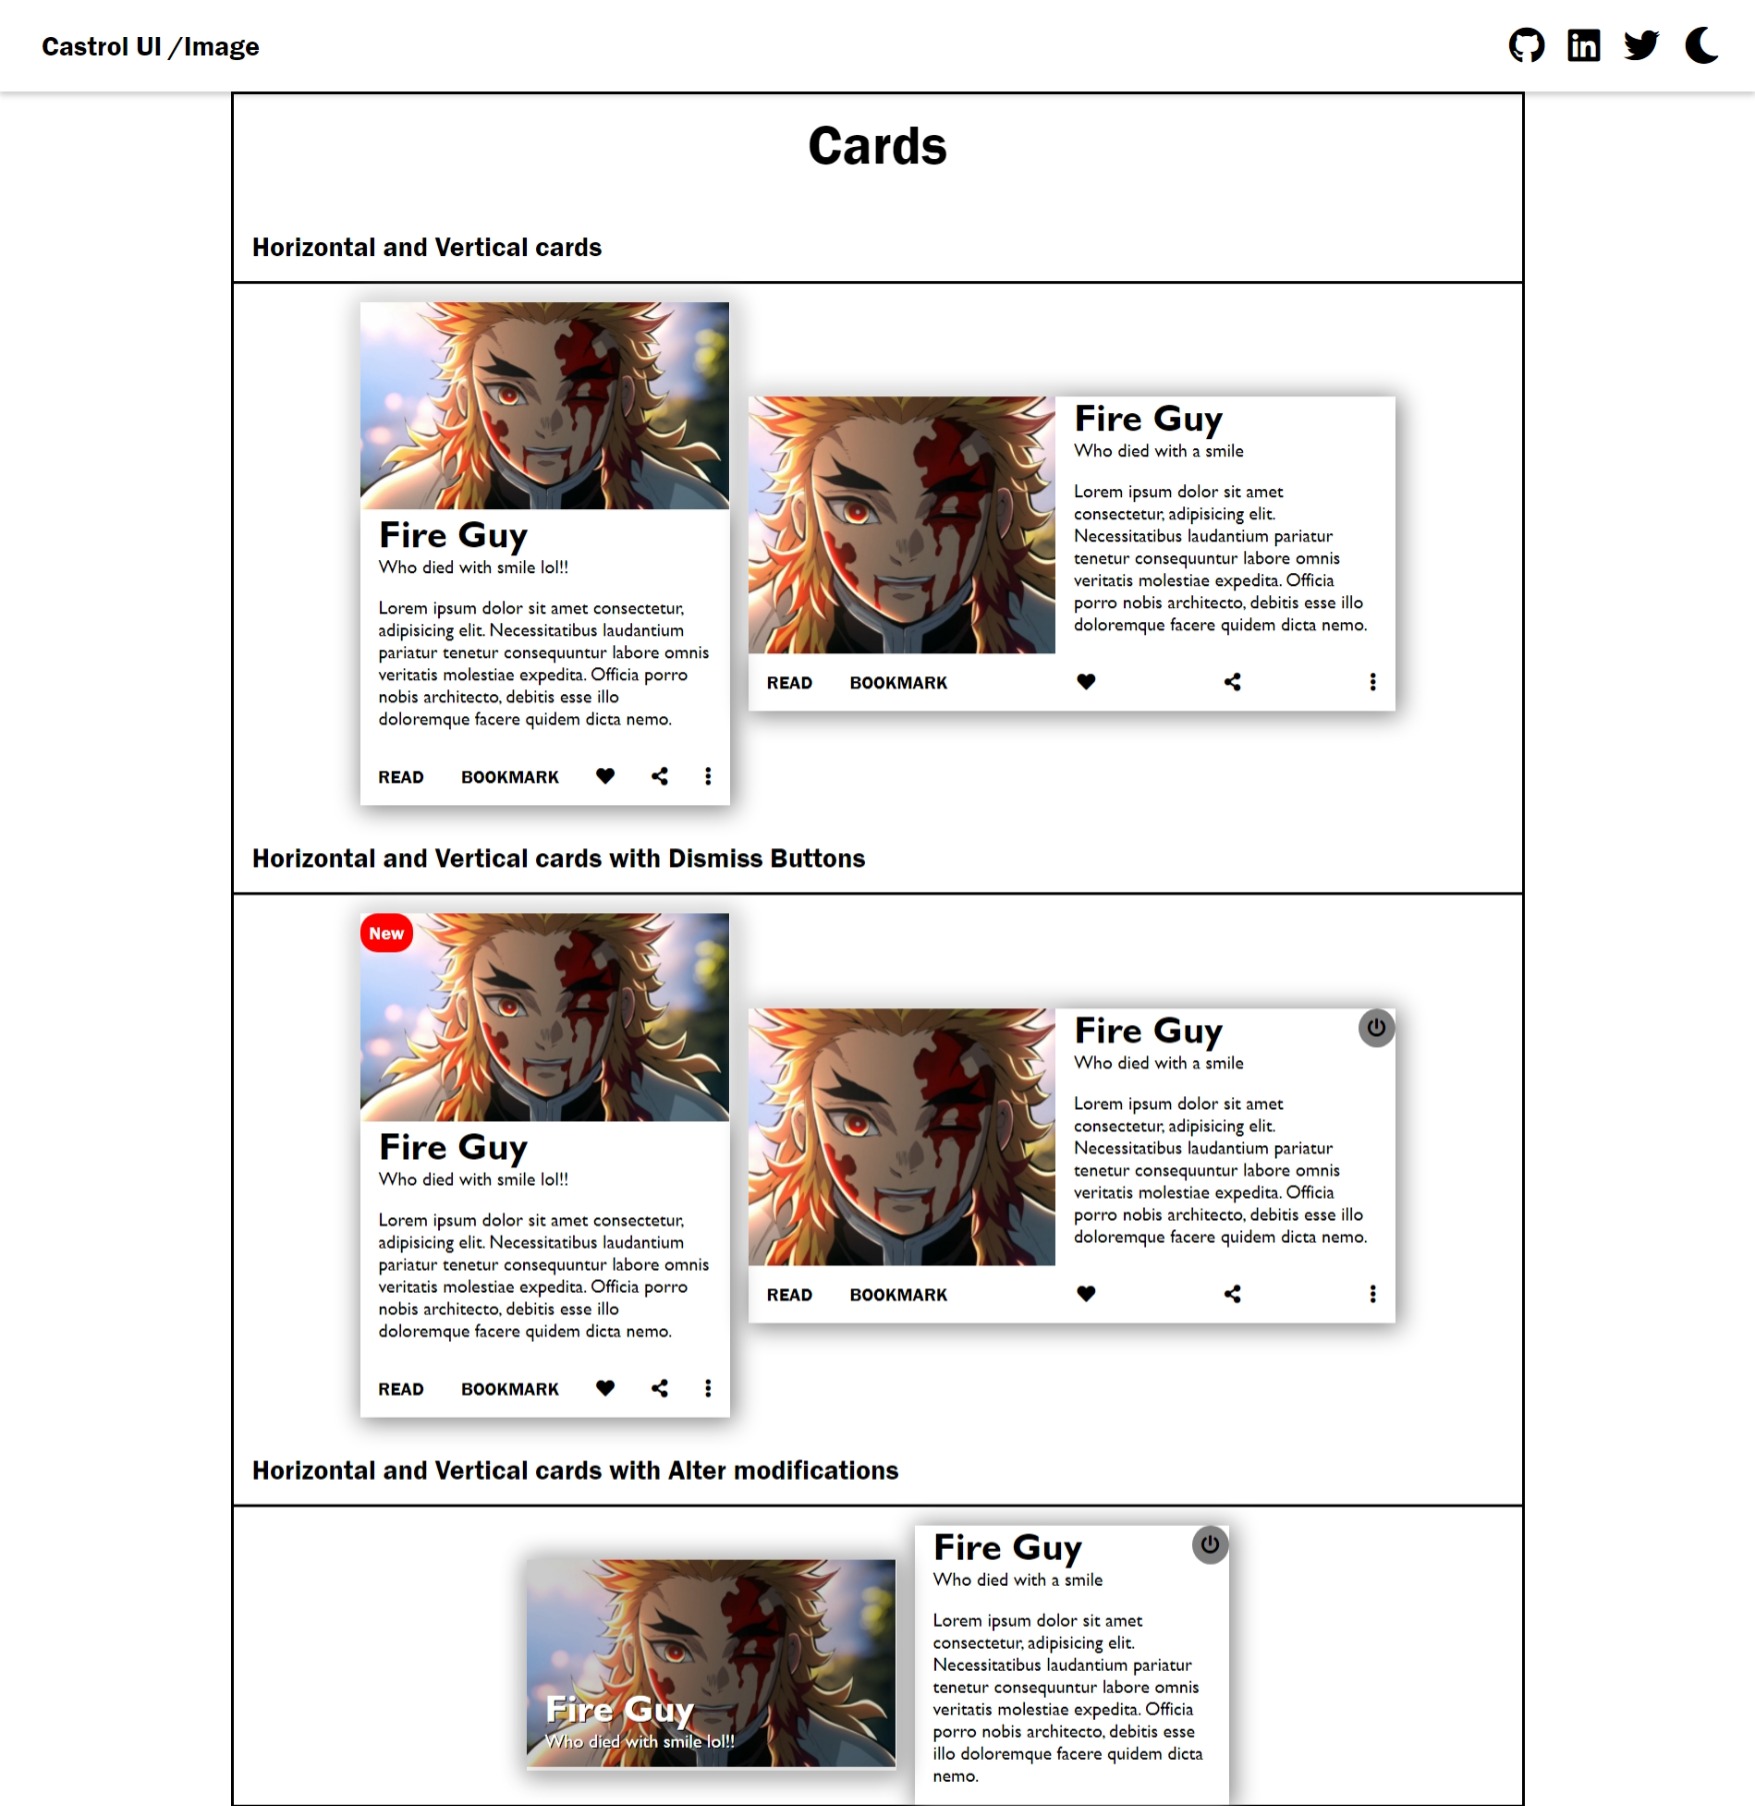 Castrol UI /Image
Cards
Horizontal and Vertical cards
Fire Guy
Who died with smile lol!!
Lorem ipsum dolor sit amet consectetur,
adipisicing elit. Necessitatibus laudantium
pariatur tenetur consequuntur labore omnis
veritatis molestiae expedita. Officia porro
nobis architecto, debitis esse illo
doloremque facere quidem dicta nemo.
READ BOOKMARK
Fire Guy
Who died with a smile
Lorem ipsum dolor sit amet
consectetur, adipisicing elit.
Necessitatibus laudantium pariatur
tenetur consequuntur labore omnis
veritatis molestiae expedita. Officia
porro nobis architecto, debitis esse illo
doloremque facere quidem dicta nemo.
READ BOOKMARK
Horizontal and Vertical cards with Dismiss Buttons
New
Fire Guy
Who died with smile lol!!
Lorem ipsum dolor sit amet consectetur,
adipisicing elit. Necessitatibus laudantium
pariatur tenetur consequuntur labore omnis
veritatis molestiae expedita. Officia porro
nobis architecto, debitis esse illo
doloremque facere quidem dicta nemo.
READ BOOKMARK
Fire Guy
Who died with a smile
Lorem ipsum dolor sit amet
consectetur, adipisicing elit.
Necessitatibus laudantium pariatur
tenetur consequuntur labore omnis
veritatis molestiae expedita. Officia
porro nobis architecto, debitis esse illo
doloremque facere quidem dicta nemo.
READ BOOKMARK
Horizontal and Vertical cards with Alter modifications
Fire Guy
Who died with smile lol!!
Fire Guy
Who died with a smile
Lorem ipsum dolor sit amet
consectetur, adipisicing elit.
Necessitatibus laudantium pariatur
tenetur consequuntur labore omnis
veritatis molestiae expedita. Officia
porro nobis architecto, debitis esse
illo doloremque facere quidem dicta
nemo.